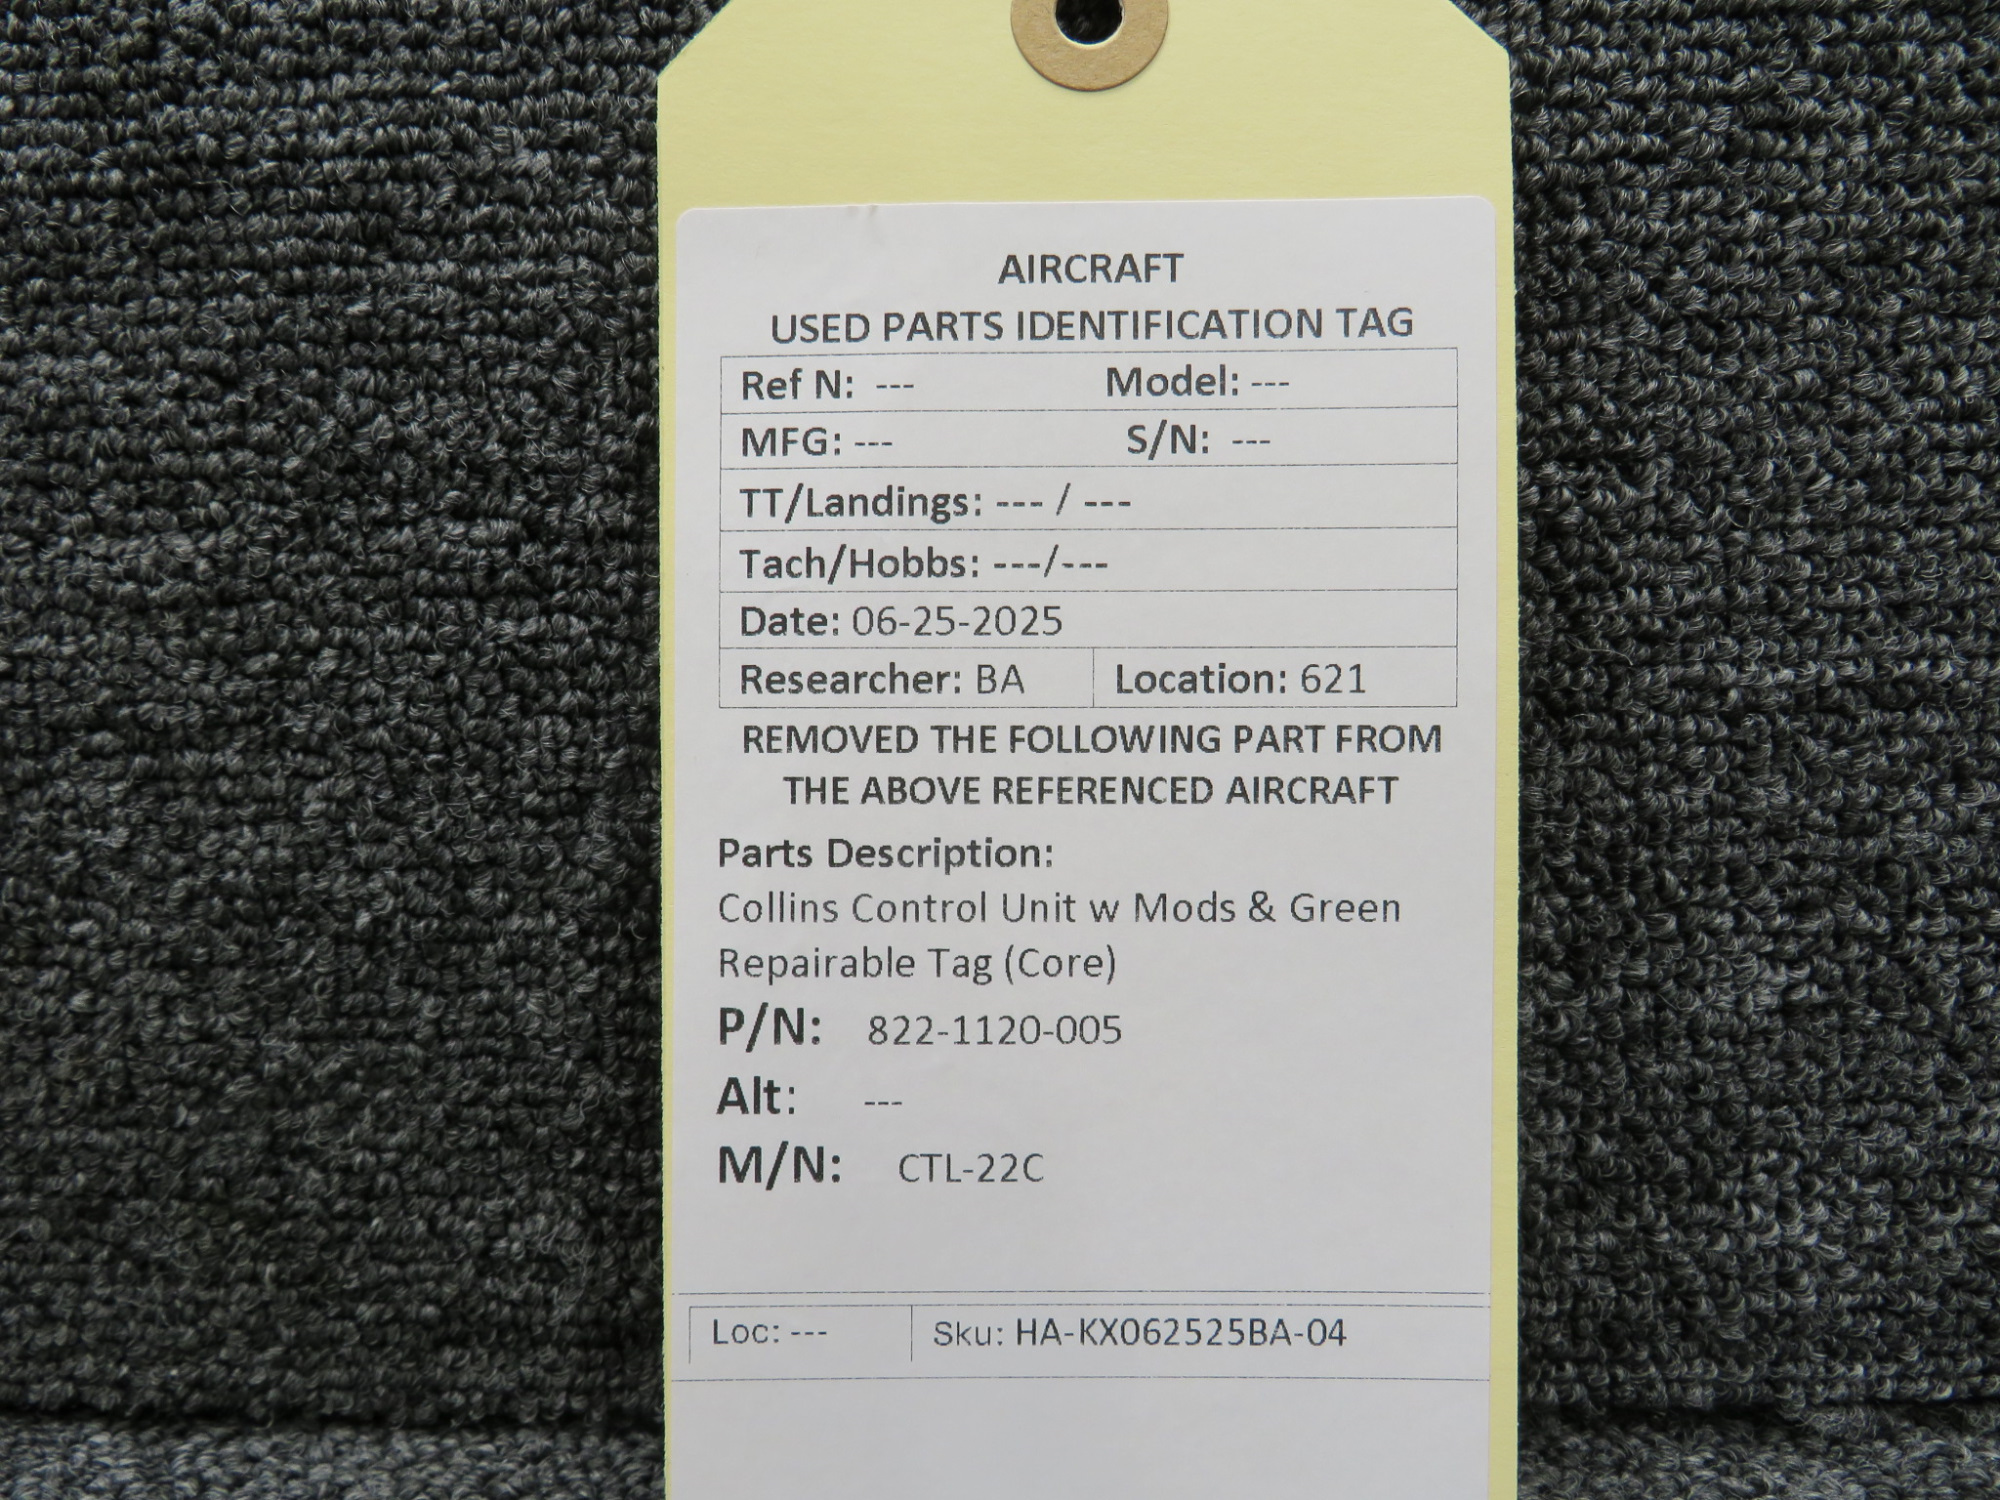 AIRCRAFT
USED PARTS IDENTIFICATION TAG
Ref N: --- Model: ---
MFG: --- S/N: ---
TT/Landings: --- / ---
Tach/Hobbs: ---/---
Date: 06-25-2025
Researcher: BA Location: 621
REMOVED THE FOLLOWING PART FROM
THE ABOVE REFERENCED AIRCRAFT
Parts Description:
Collins Control Unit w Mods & Green
Repairable Tag (Core)
P/N: 822-1120-005
Alt: ---
M/N: CTL-22C
Loc: --- Sku: HA-KX062525BA-04